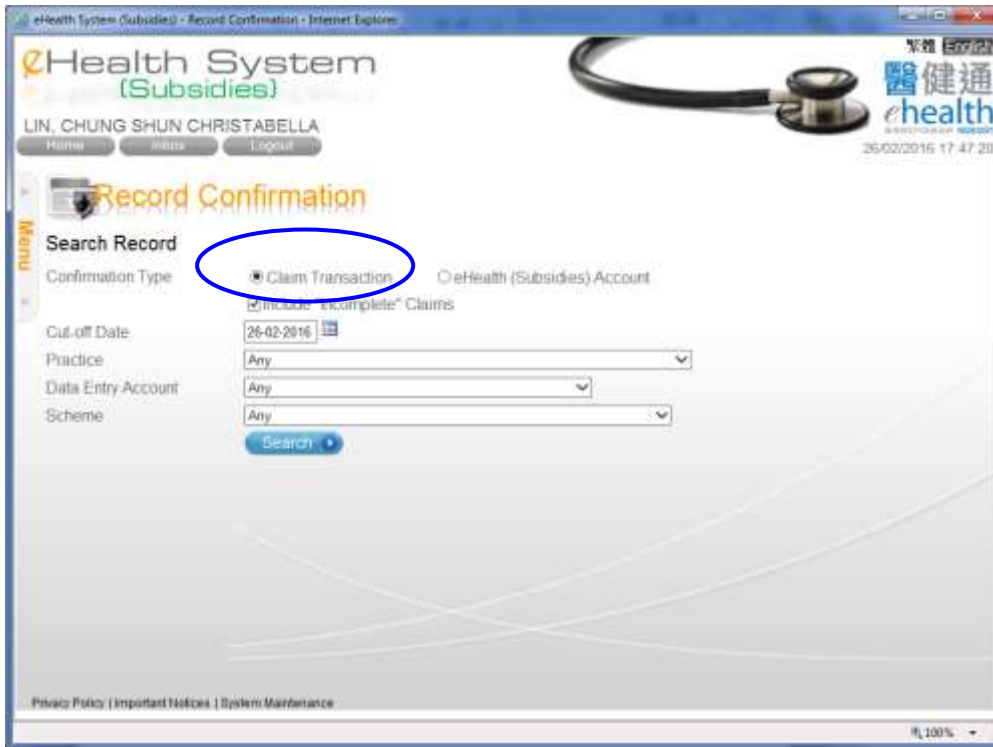 eHealth System (Subsidies) - Record Confirmation - Internet Explorer
eHealth System
(Subsidies)
繁體 English
醫健通
ehealth
LIN, CHUNG SHUN CHRISTABELLA
Home Inbox Logout
26/02/2016 17:47:20
Menu
Record Confirmation
Search Record
Confirmation Type Claim Transaction eHealth (Subsidies) Account
Include "Incomplete" Claims
Cut-off Date 26-02-2016
Practice Any
Data Entry Account Any
Scheme Any
Search
Privacy Policy | Important Notices | System Maintenance
100%